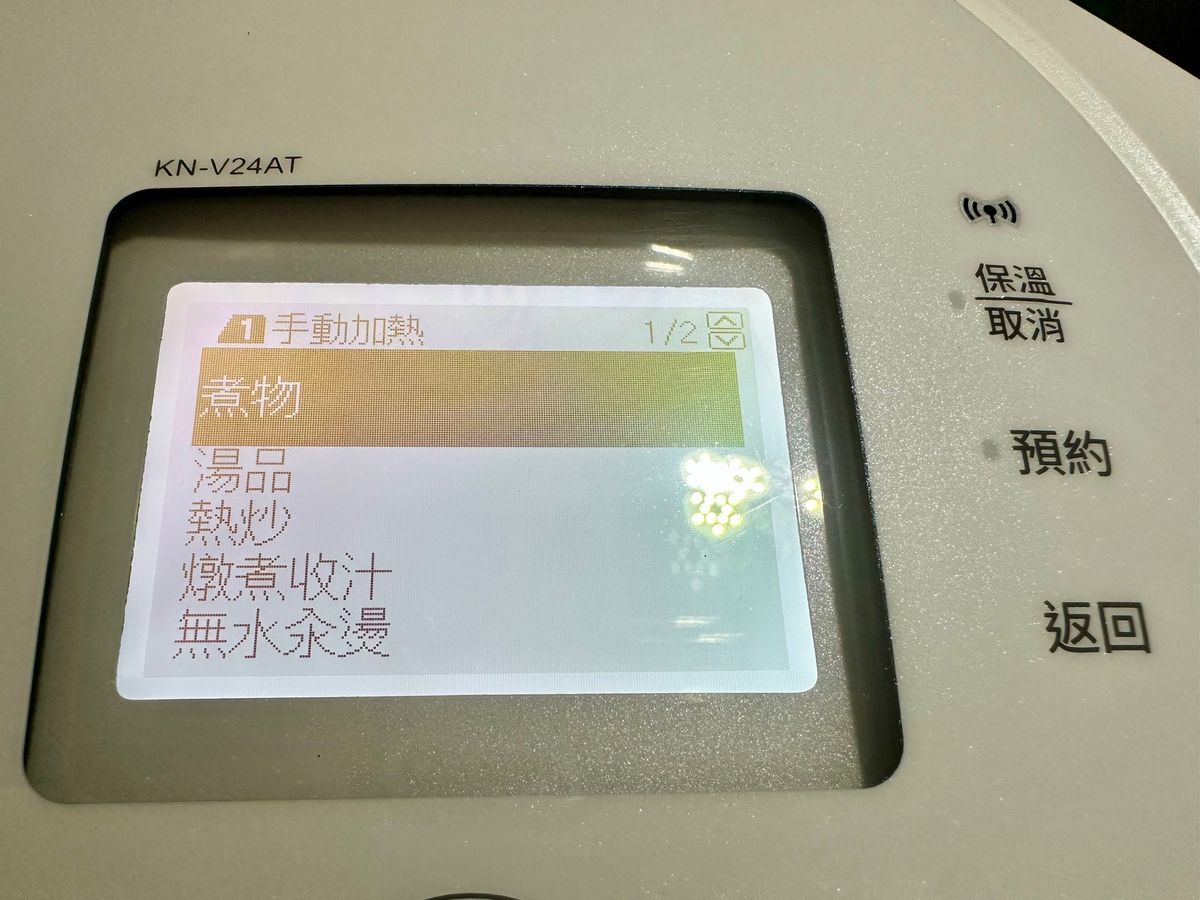 KN-V24AT
1 手動加熱 1/2
煮物
湯品
熱炒
燉煮收汁
無水汆燙
保溫
取消
預約
返回